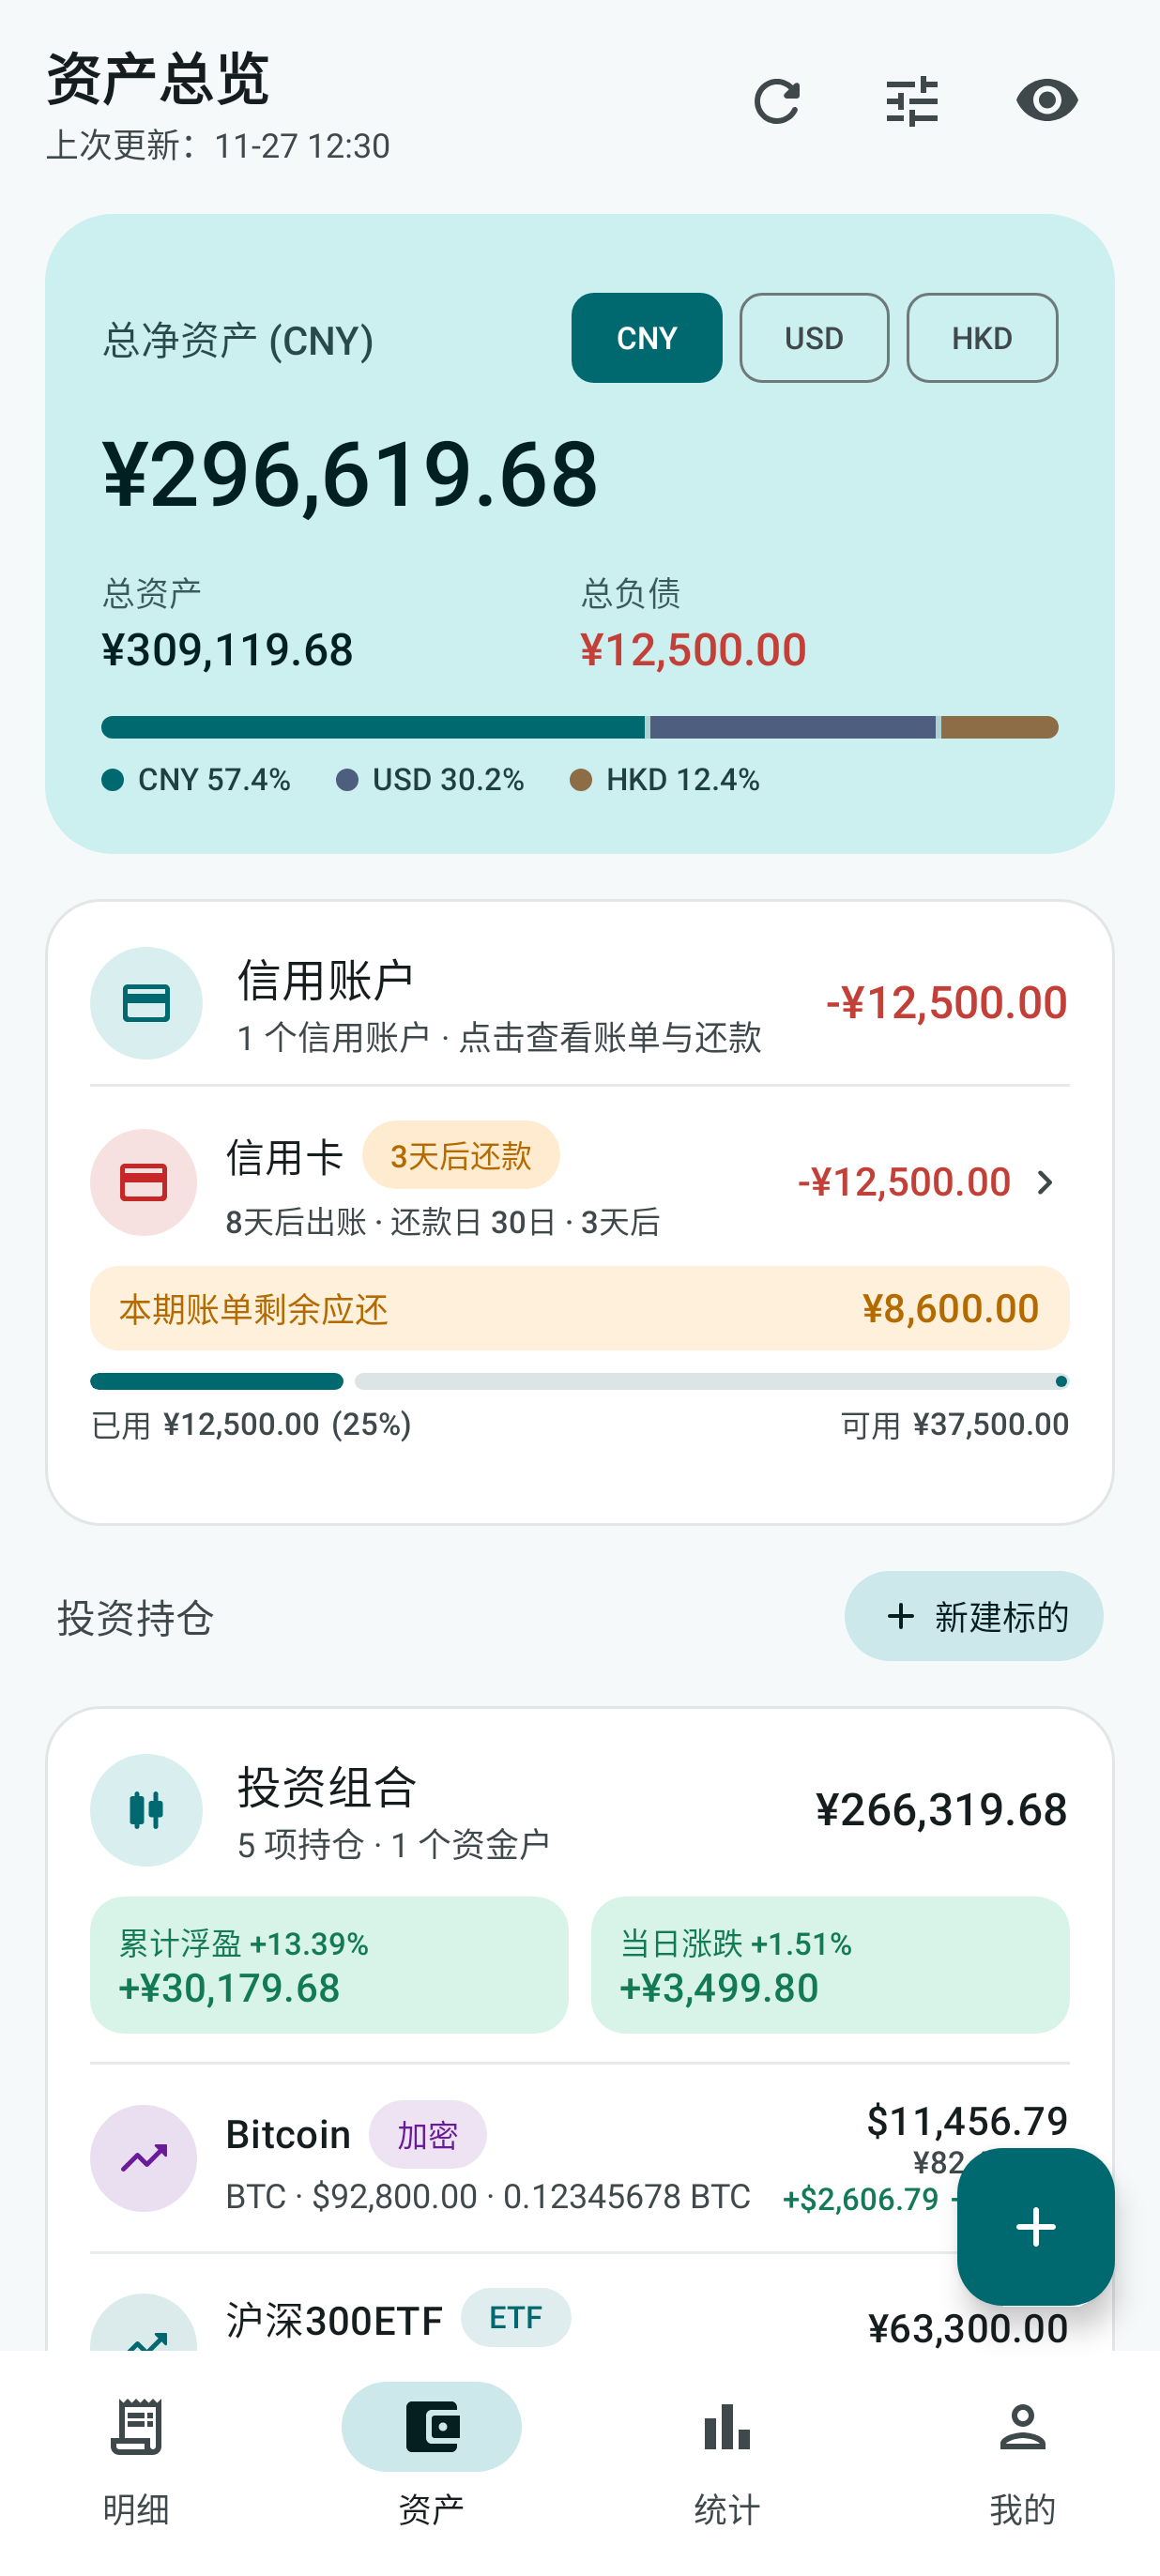 资产总览
上次更新：11-27 12:30
总净资产 (CNY)
CNY
USD
HKD
¥296,619.68
总资产
总负债
¥309,119.68
¥12,500.00
CNY 57.4%
USD 30.2%
HKD 12.4%
信用账户
1 个信用账户 · 点击查看账单与还款
-¥12,500.00
信用卡
3天后还款
8天后出账 · 还款日 30日 · 3天后
-¥12,500.00
本期账单剩余应还
¥8,600.00
已用 ¥12,500.00 (25%)
可用 ¥37,500.00
投资持仓
+ 新建标的
投资组合
5 项持仓 · 1 个资金户
¥266,319.68
累计浮盈 +13.39%
+¥30,179.68
当日涨跌 +1.51%
+¥3,499.80
Bitcoin
加密
BTC · $92,800.00 · 0.12345678 BTC
$11,456.79
¥82
+$2,606.79
沪深300ETF
ETF
¥63,300.00
明细
资产
统计
我的